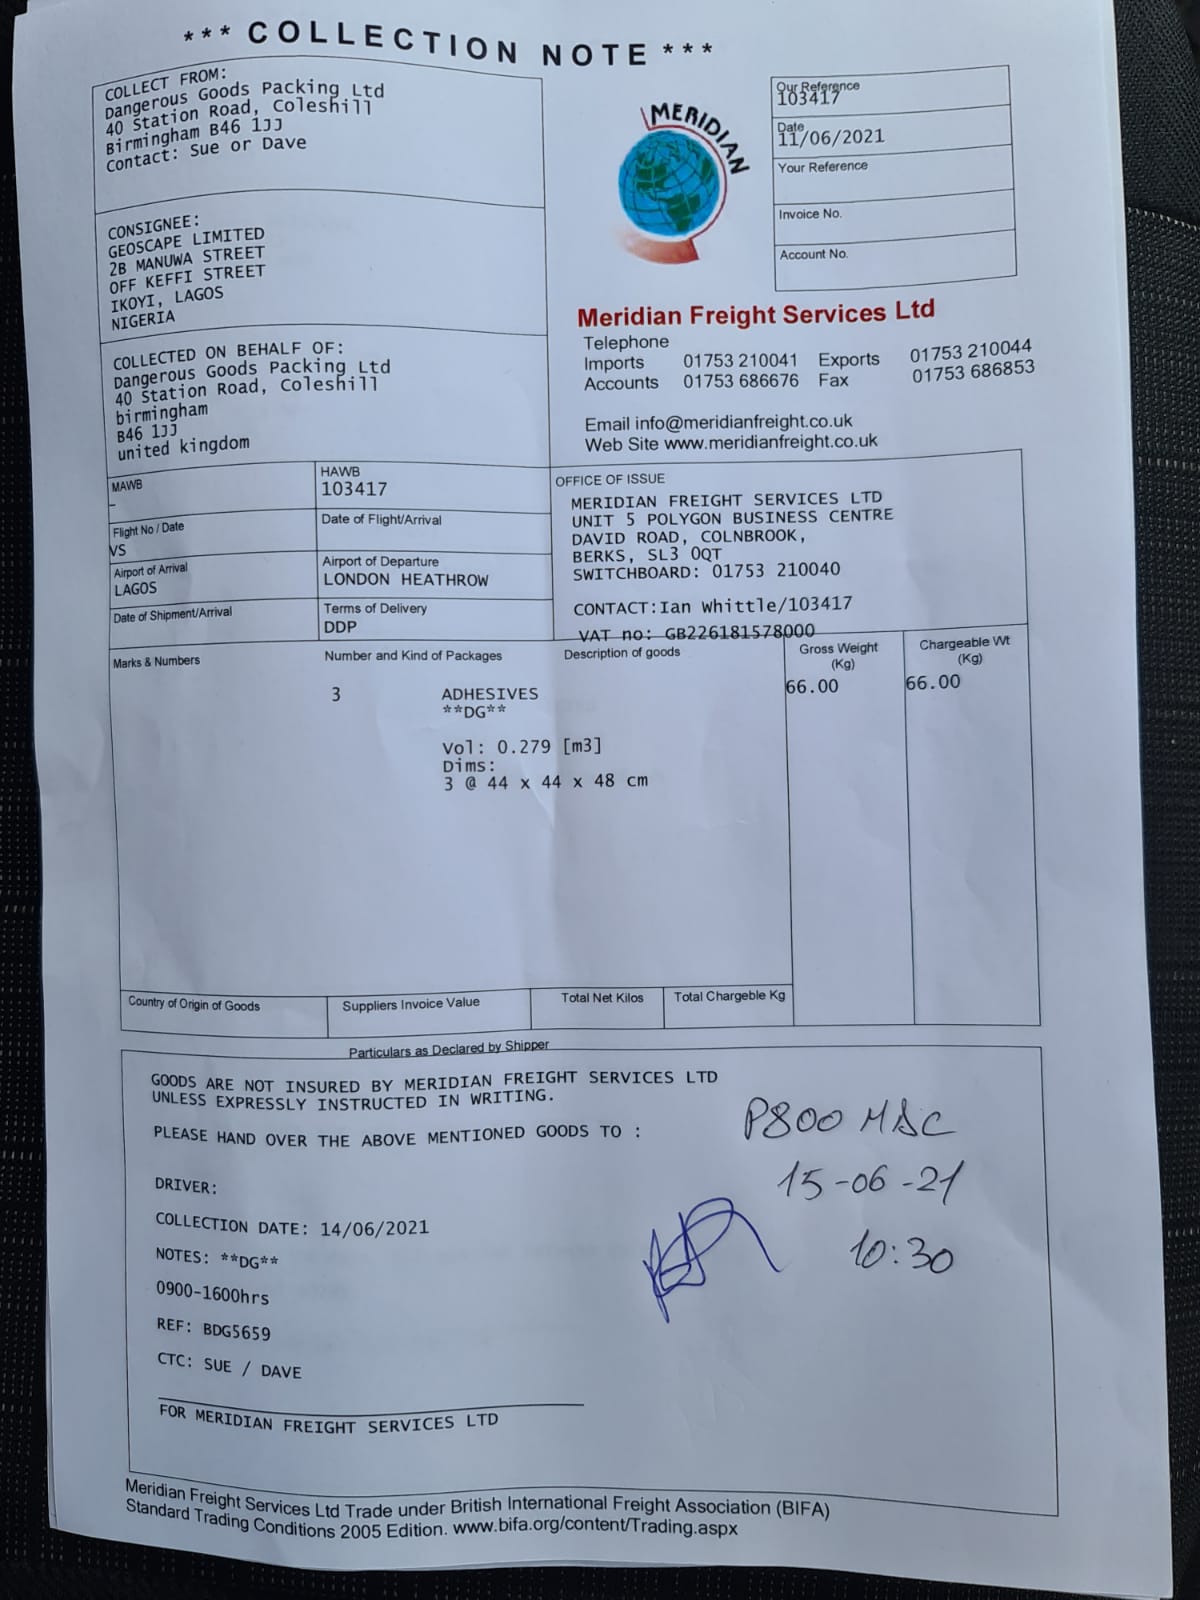 *** COLLECTION NOTE ***
COLLECT FROM:
Dangerous Goods Packing Ltd
40 Station Road, Coleshill
Birmingham B46 1JJ
Contact: Sue or Dave
MERIDIAN
Our Reference
103417
Date
11/06/2021
Your Reference
Invoice No.
Account No.
CONSIGNEE:
GEOSCAPE LIMITED
2B MANUWA STREET
OFF KEFFI STREET
IKOYI, LAGOS
NIGERIA
Meridian Freight Services Ltd
Telephone
Imports 01753 210041 Exports 01753 210044
Accounts 01753 686676 Fax 01753 686853
Email info@meridianfreight.co.uk
Web Site www.meridianfreight.co.uk
COLLECTED ON BEHALF OF:
Dangerous Goods Packing Ltd
40 Station Road, Coleshill
birmingham
B46 1JJ
united kingdom
MAWB
-
HAWB
103417
Flight No / Date
VS
Date of Flight/Arrival
Airport of Arrival
LAGOS
Airport of Departure
LONDON HEATHROW
Date of Shipment/Arrival
Terms of Delivery
DDP
OFFICE OF ISSUE
MERIDIAN FREIGHT SERVICES LTD
UNIT 5 POLYGON BUSINESS CENTRE
DAVID ROAD, COLNBROOK,
BERKS, SL3 0QT
SWITCHBOARD: 01753 210040
CONTACT:Ian Whittle/103417
VAT no: GB226181578000
Marks & Numbers
Number and Kind of Packages
Description of goods
Gross Weight
(Kg)
Chargeable Wt
(Kg)
3 ADHESIVES 66.00 66.00
**DG**
Vol: 0.279 [m3]
Dims:
3 @ 44 x 44 x 48 cm
Country of Origin of Goods
Suppliers Invoice Value
Total Net Kilos
Total Chargeble Kg
Particulars as Declared by Shipper
GOODS ARE NOT INSURED BY MERIDIAN FREIGHT SERVICES LTD
UNLESS EXPRESSLY INSTRUCTED IN WRITING.
PLEASE HAND OVER THE ABOVE MENTIONED GOODS TO :
P800 MAC
15-06-21
10:30
DRIVER:
COLLECTION DATE: 14/06/2021
NOTES: **DG**
0900-1600hrs
REF: BDG5659
CTC: SUE / DAVE
FOR MERIDIAN FREIGHT SERVICES LTD
Meridian Freight Services Ltd Trade under British International Freight Association (BIFA)
Standard Trading Conditions 2005 Edition. www.bifa.org/content/Trading.aspx